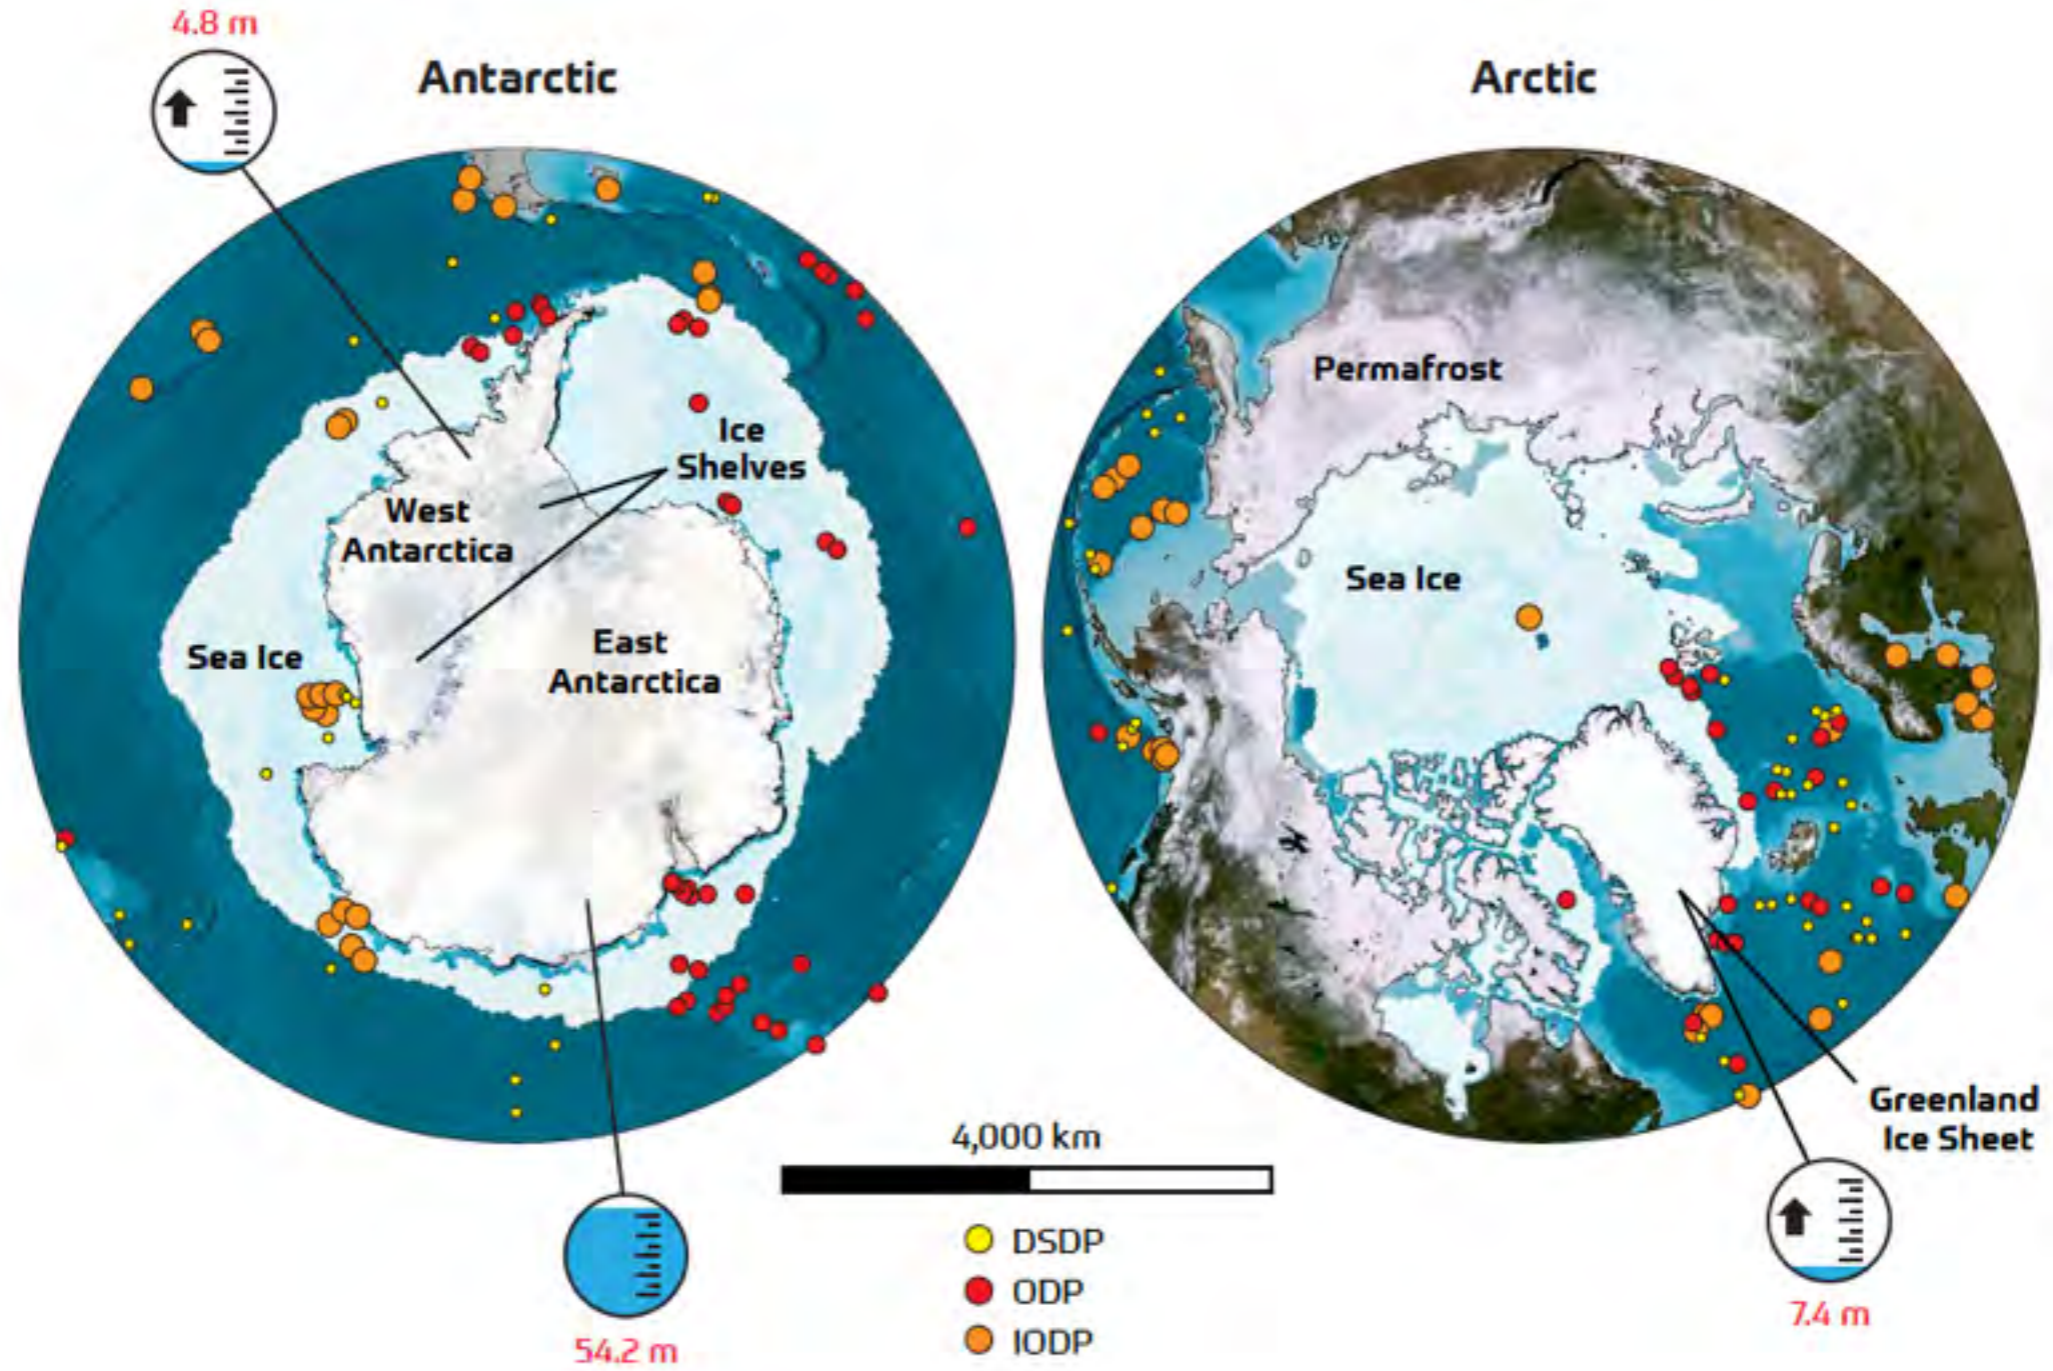 4.8 m
Antarctic
Arctic
Permafrost
Ice
Shelves
West
Antarctica
Sea Ice
Sea Ice
East
Antarctica
4,000 km
Greenland
Ice Sheet
DSDP
ODP
IODP
54.2 m
7.4 m